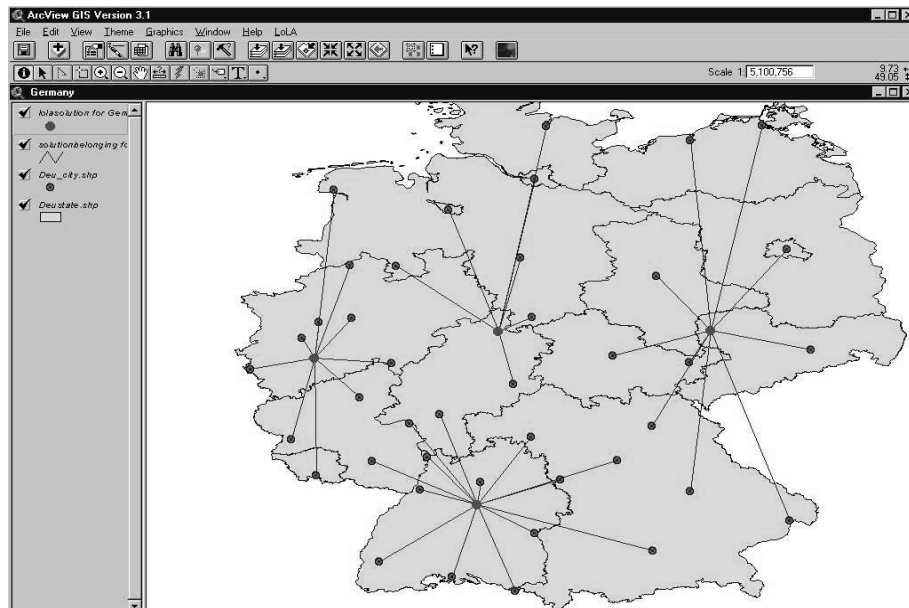 ArcView GIS Version 3.1
File Edit View Theme Graphics Window Help LoLA
Scale 1: 5,100,756
9.73
49.05
Germany
lolasolution for Gern
solutionbelonging fo
Deu_city.shp
Deustate.shp